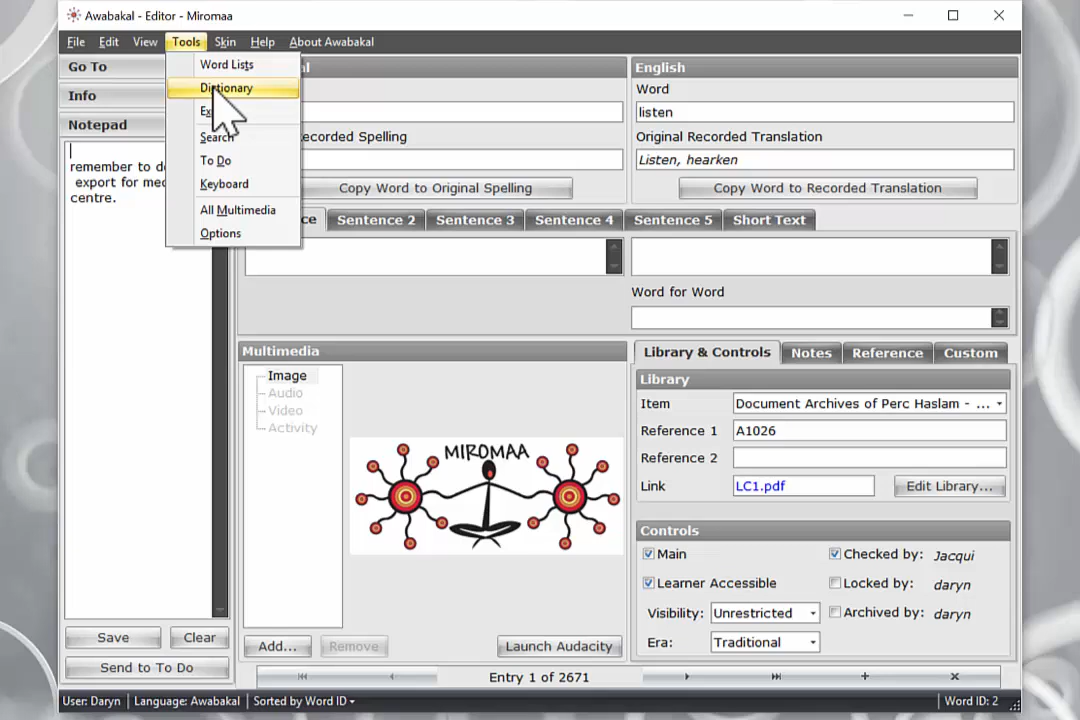 Awabakal - Editor - Miromaa
File Edit View Tools Skin Help About Awabakal
Go To
Info
Notepad
remember to
export for
centre.
Save
Clear
Send to To Do
Word Lists
Dictionary
Search
To Do
Keyboard
All Multimedia
Options
Spelling
Copy Word to Original Spelling
English
Word
listen
Original Recorded Translation
Listen, hearken
Copy Word to Recorded Translation
Sentence 2
Sentence 3
Sentence 4
Sentence 5
Short Text
Word for Word
Multimedia
Image
Audio
Video
Activity
MIROMAA
Add...
Remove
Launch Audacity
Library & Controls
Notes
Reference
Custom
Library
Item
Document Archives of Perc Haslam - ...
Reference 1
A1026
Reference 2
Link
LC1.pdf
Edit Library...
Controls
Main
Checked by: Jacqui
Learner Accessible
Locked by: daryn
Visibility: Unrestricted
Archived by: daryn
Era: Traditional
Entry 1 of 2671
User: Daryn
Language: Awabakal
Sorted by Word ID
Word ID: 2